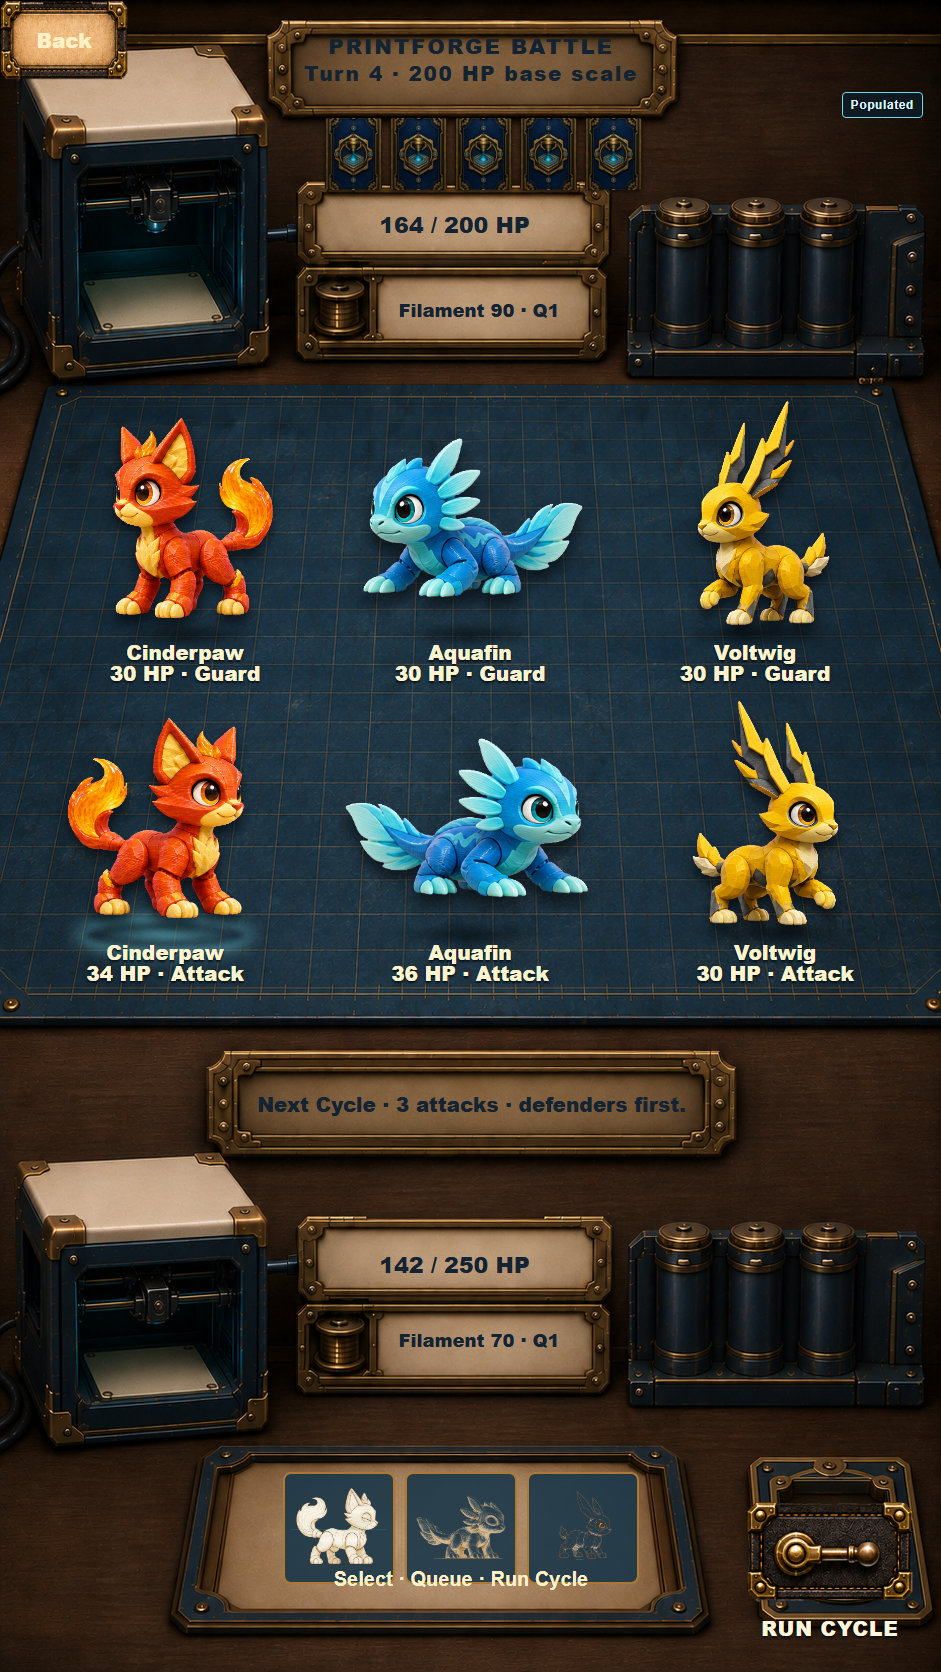 Back
PRINTFORGE BATTLE
Turn 4 · 200 HP base scale
Populated
164 / 200 HP
Filament 90 · Q1
Cinderpaw
30 HP · Guard
Aquafin
30 HP · Guard
Voltwig
30 HP · Guard
Cinderpaw
34 HP · Attack
Aquafin
36 HP · Attack
Voltwig
30 HP · Attack
Next Cycle · 3 attacks · defenders first.
142 / 250 HP
Filament 70 · Q1
Select · Queue · Run Cycle
RUN CYCLE